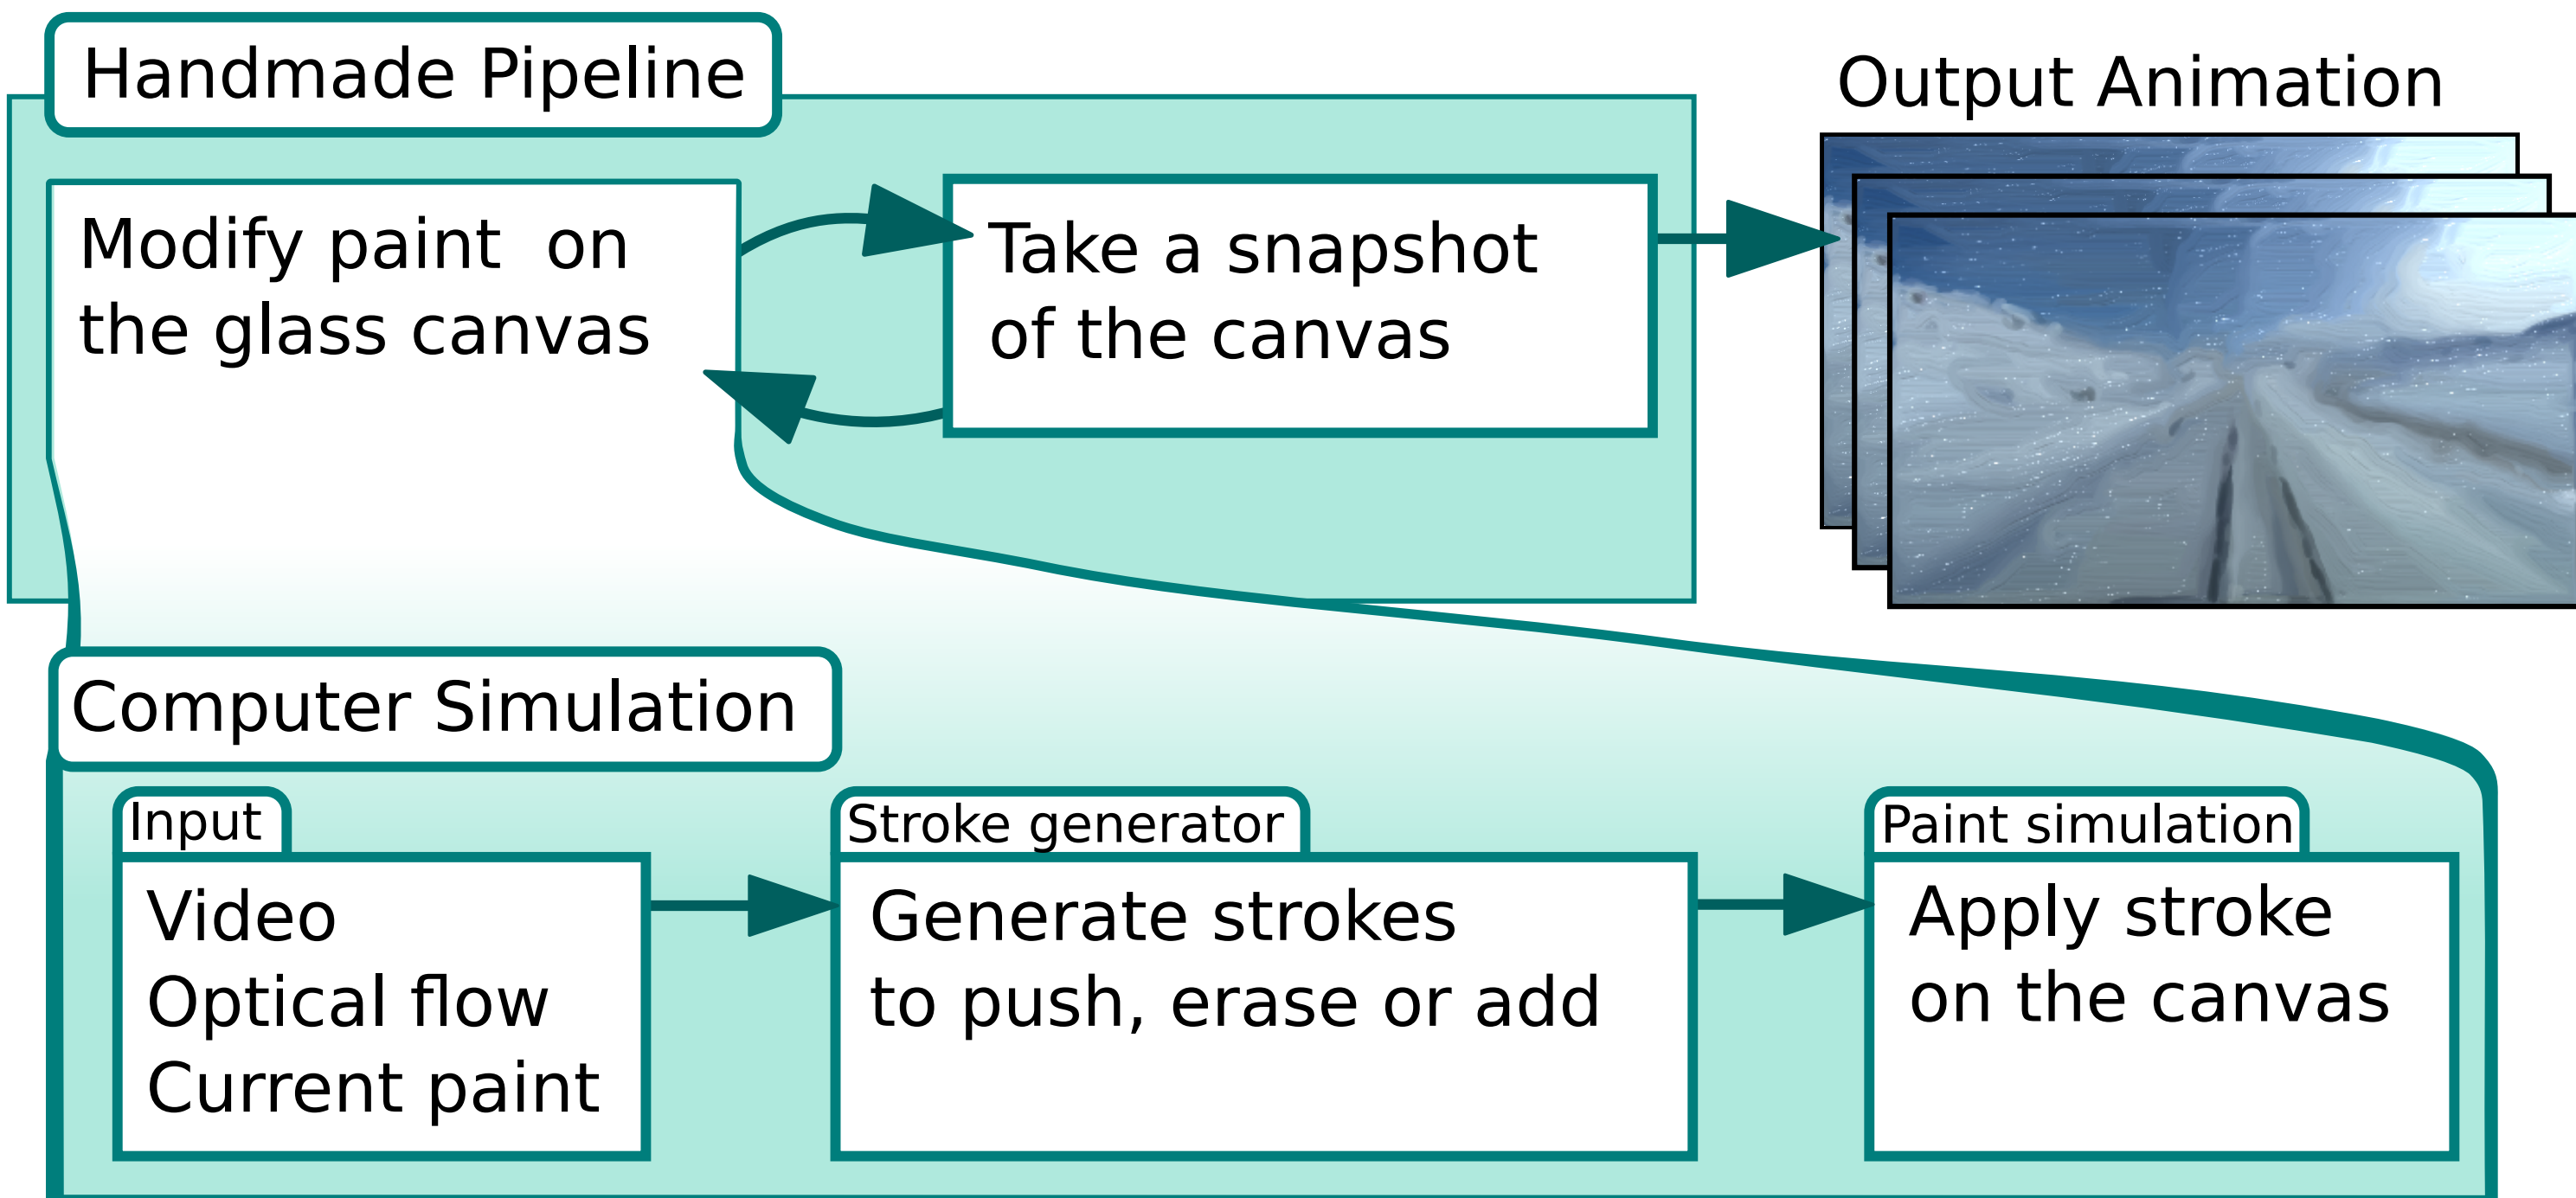 Handmade Pipeline
Output Animation
Modify paint  on
the glass canvas
Take a snapshot
of the canvas
Computer Simulation
Input
Video
Optical flow
Current paint
Stroke generator
Generate strokes
to push, erase or add
Paint simulation
Apply stroke
on the canvas